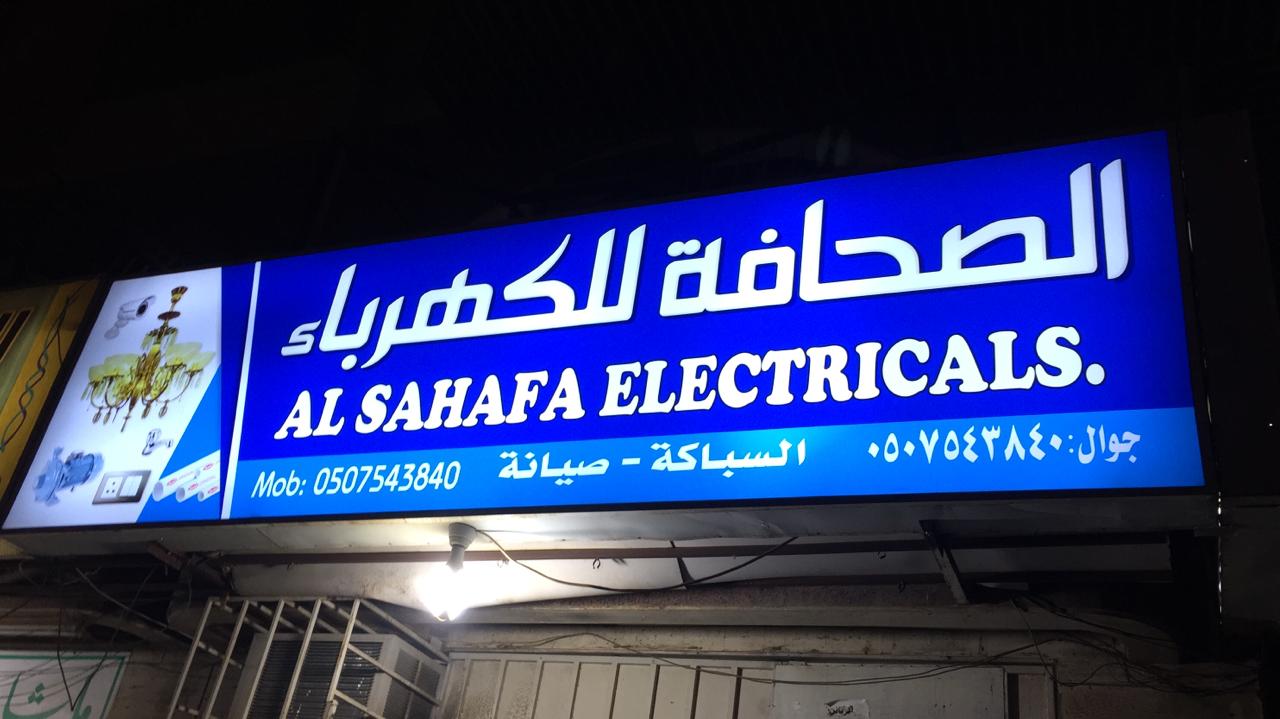 الصحافة للكهرباء
AL SAHAFA ELECTRICALS.
Mob: 0507543840 السباكة - صيانة جوال: ٠٥٠٧٥٤٣٨٤٠